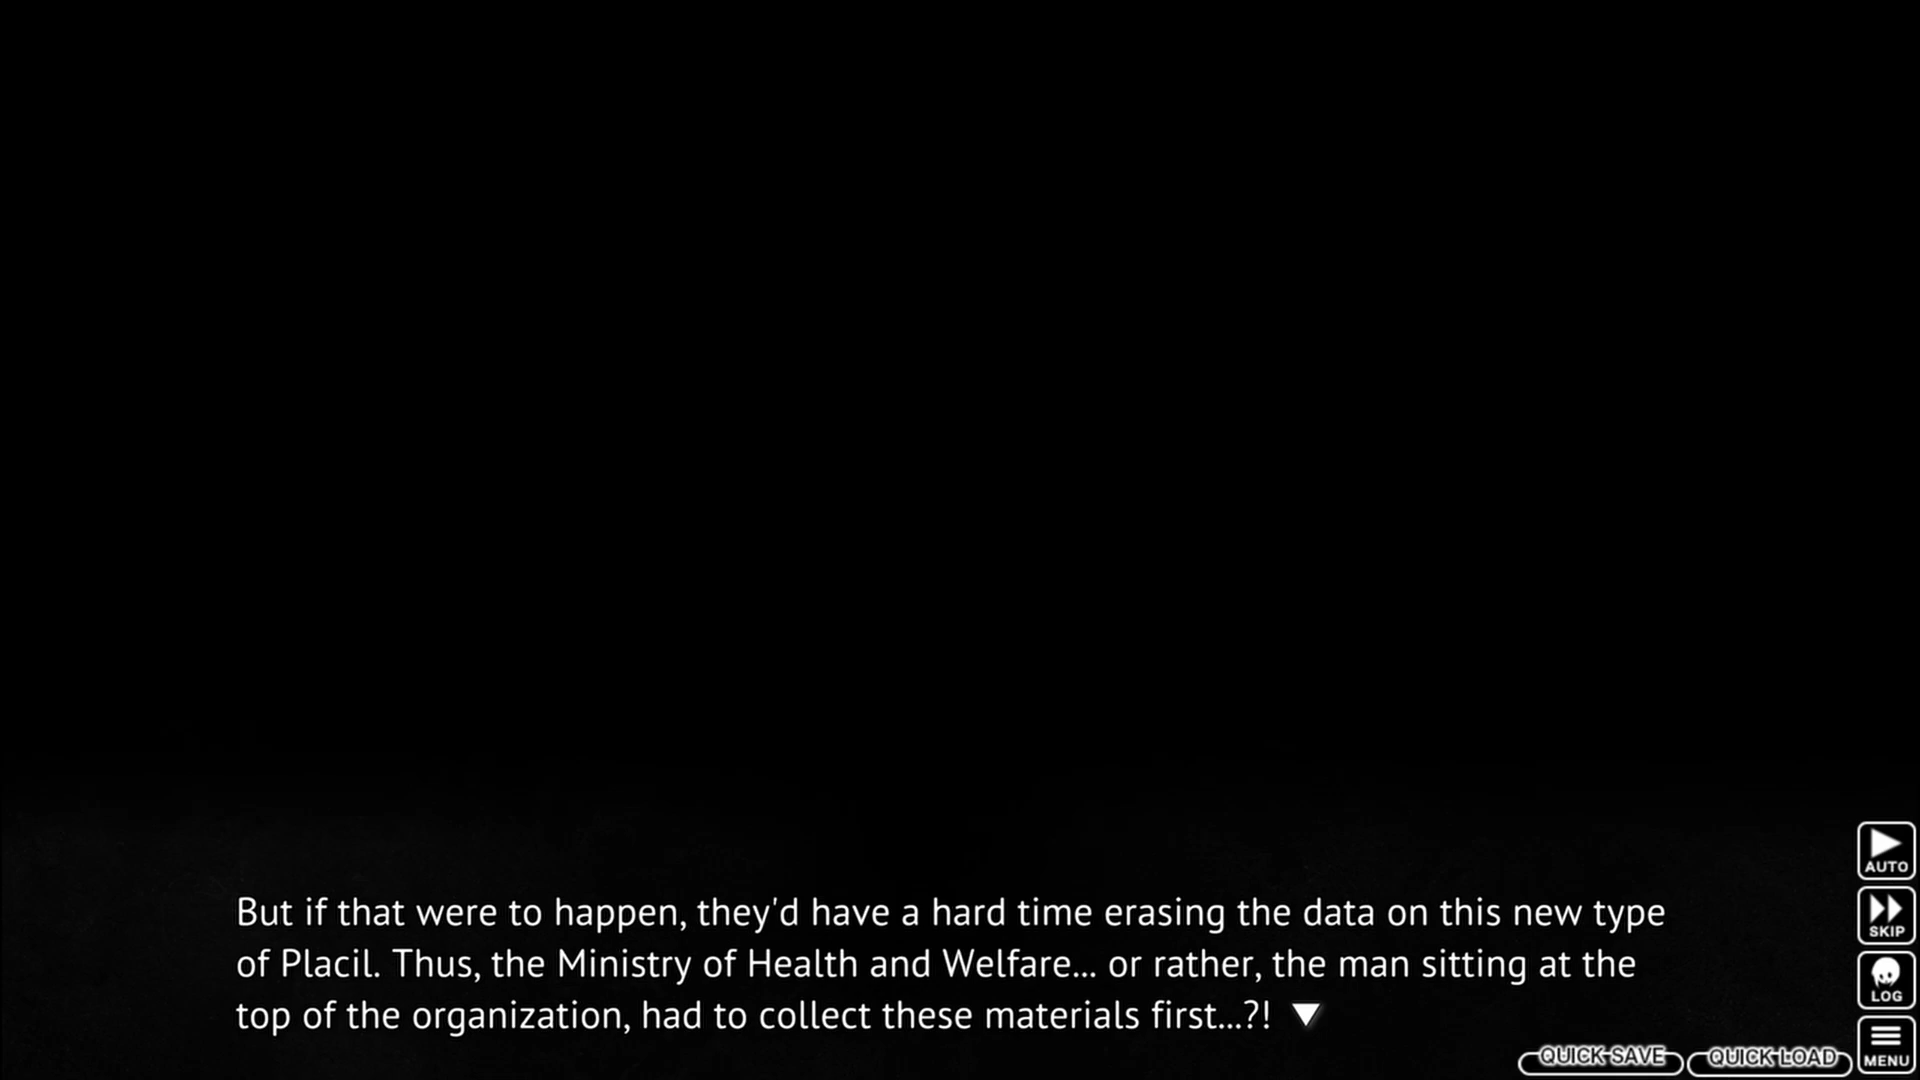 But if that were to happen, they'd have a hard time erasing the data on this new type
of Placil. Thus, the Ministry of Health and Welfare... or rather, the man sitting at the
top of the organization, had to collect these materials first...?!
AUTO
SKIP
LOG
MENU
QUICK SAVE QUICK LOAD